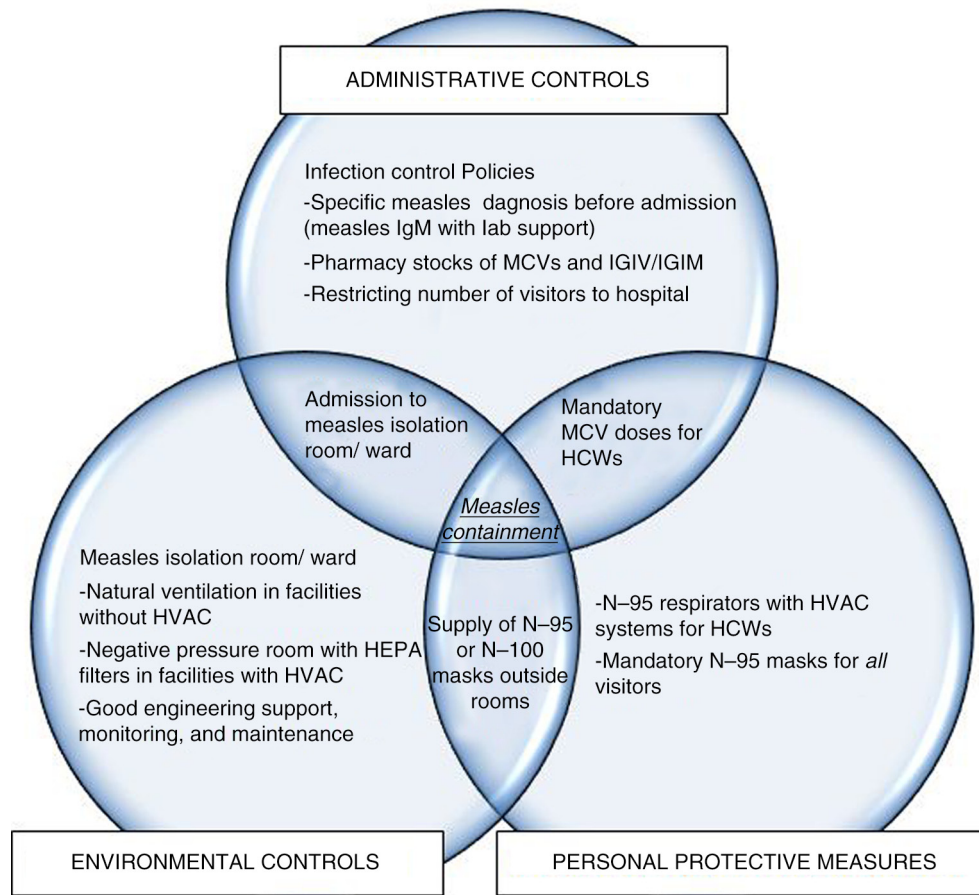 ADMINISTRATIVE CONTROLS
Infection control Policies
-Specific measles dagnosis before admission
(measles IgM with lab support)
-Pharmacy stocks of MCVs and IGIV/IGIM
-Restricting number of visitors to hospital
Admission to
measles isolation
room/ ward
Mandatory
MCV doses for
HCWs
Measles
containment
Measles isolation room/ ward
-Natural ventilation in facilities
without HVAC
-Negative pressure room with HEPA
filters in facilities with HVAC
-Good engineering support,
monitoring, and maintenance
Supply of N–95
or N–100
masks outside
rooms
-N–95 respirators with HVAC
systems for HCWs
-Mandatory N–95 masks for all
visitors
ENVIRONMENTAL CONTROLS
PERSONAL PROTECTIVE MEASURES